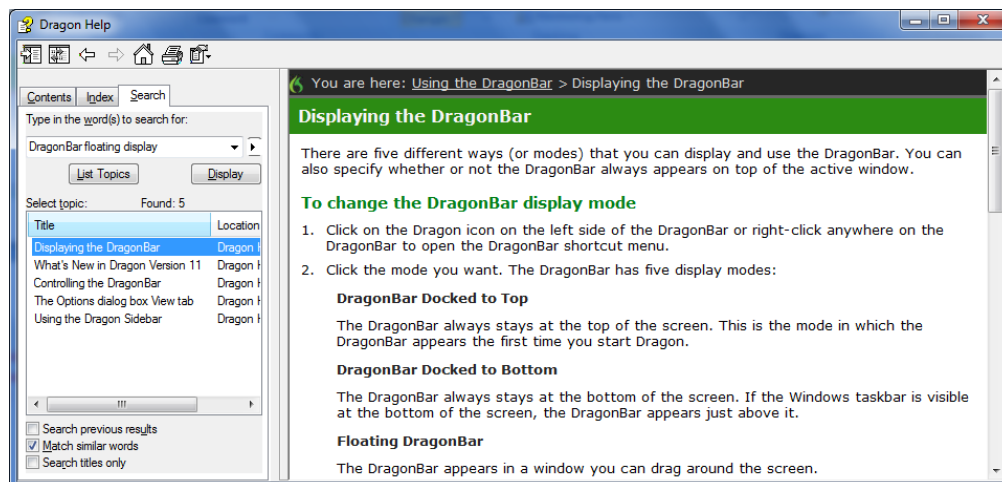 Dragon Help
Contents Index Search
Type in the word(s) to search for:
DragonBar floating display
List Topics Display
Select topic: Found: 5
Title Location
Displaying the DragonBar Dragon H
What's New in Dragon Version 11 Dragon H
Controlling the DragonBar Dragon H
The Options dialog box View tab Dragon H
Using the Dragon Sidebar Dragon H
Search previous results
Match similar words
Search titles only
You are here: Using the DragonBar > Displaying the DragonBar
Displaying the DragonBar
There are five different ways (or modes) that you can display and use the DragonBar. You can
also specify whether or not the DragonBar always appears on top of the active window.
To change the DragonBar display mode
1. Click on the Dragon icon on the left side of the DragonBar or right-click anywhere on the
DragonBar to open the DragonBar shortcut menu.
2. Click the mode you want. The DragonBar has five display modes:
DragonBar Docked to Top
The DragonBar always stays at the top of the screen. This is the mode in which the
DragonBar appears the first time you start Dragon.
DragonBar Docked to Bottom
The DragonBar always stays at the bottom of the screen. If the Windows taskbar is visible
at the bottom of the screen, the DragonBar appears just above it.
Floating DragonBar
The DragonBar appears in a window you can drag around the screen.